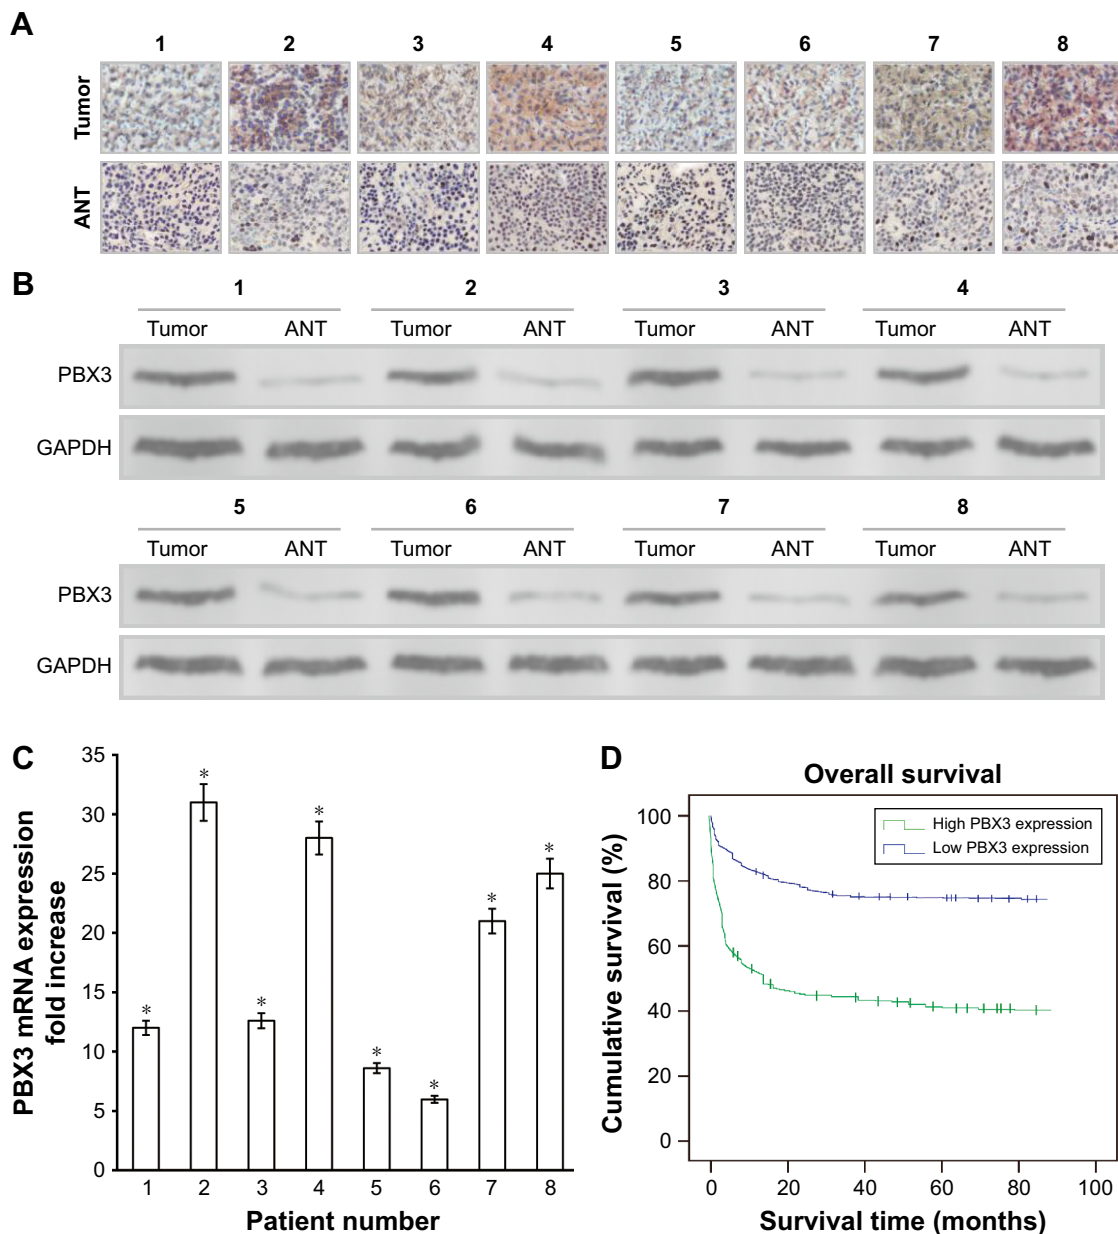 A
1 2 3 4 5 6 7 8
Tumor
ANT
B
1 2 3 4
Tumor ANT Tumor ANT Tumor ANT Tumor ANT
PBX3
GAPDH
5 6 7 8
Tumor ANT Tumor ANT Tumor ANT Tumor ANT
PBX3
GAPDH
C
PBX3 mRNA expression
fold increase
35
30
25
20
15
10
5
0
* * * * * * * *
1 2 3 4 5 6 7 8
Patient number
D
Overall survival
Cumulative survival (%)
100
80
60
40
20
0
High PBX3 expression
Low PBX3 expression
0 20 40 60 80 100
Survival time (months)